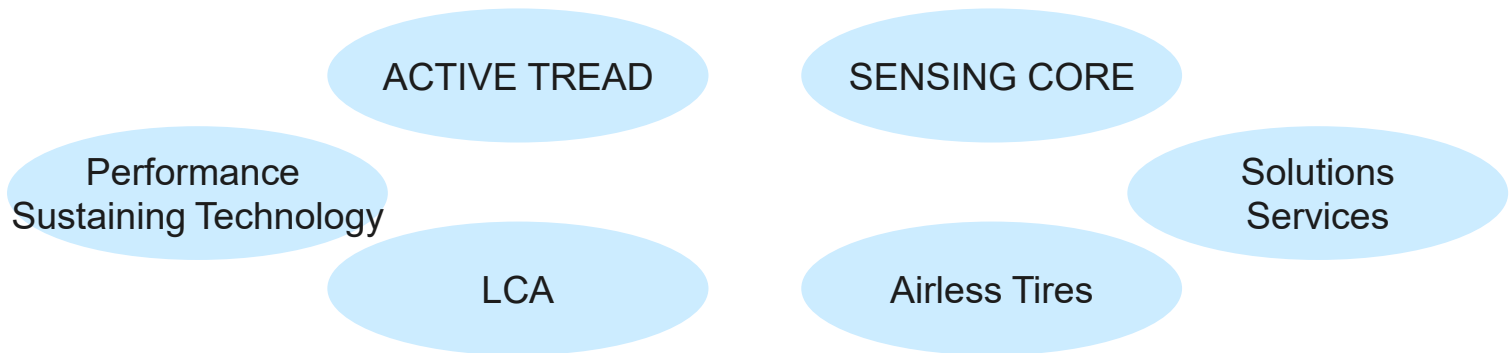 ACTIVE TREAD
SENSING CORE
Performance
Sustaining Technology
Solutions
Services
LCA
Airless Tires